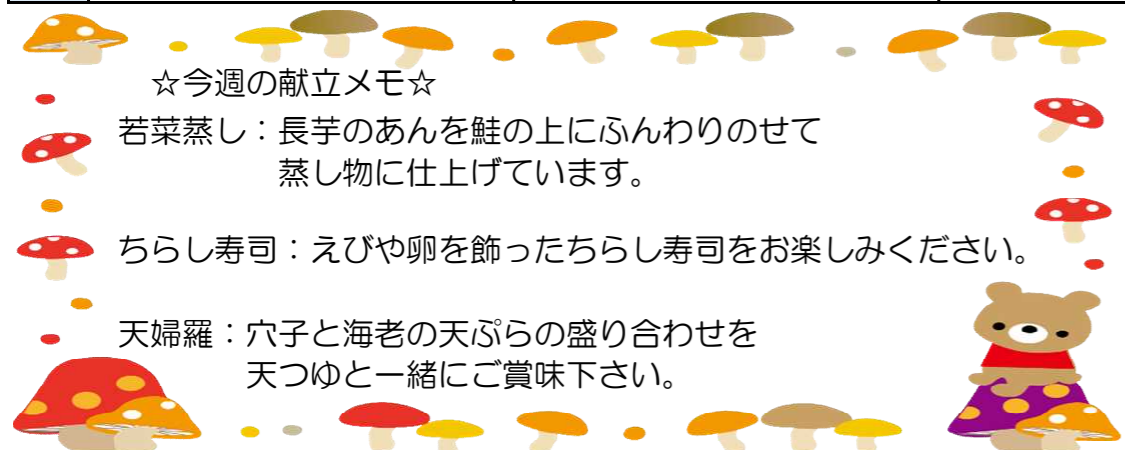 ☆今週の献立メモ☆
若菜蒸し：長芋のあんを鮭の上にふんわりのせて
蒸し物に仕上げています。
ちらし寿司：えびや卵を飾ったちらし寿司をお楽しみください。
天婦羅：穴子と海老の天ぷらの盛り合わせを
天つゆと一緒にご賞味下さい。